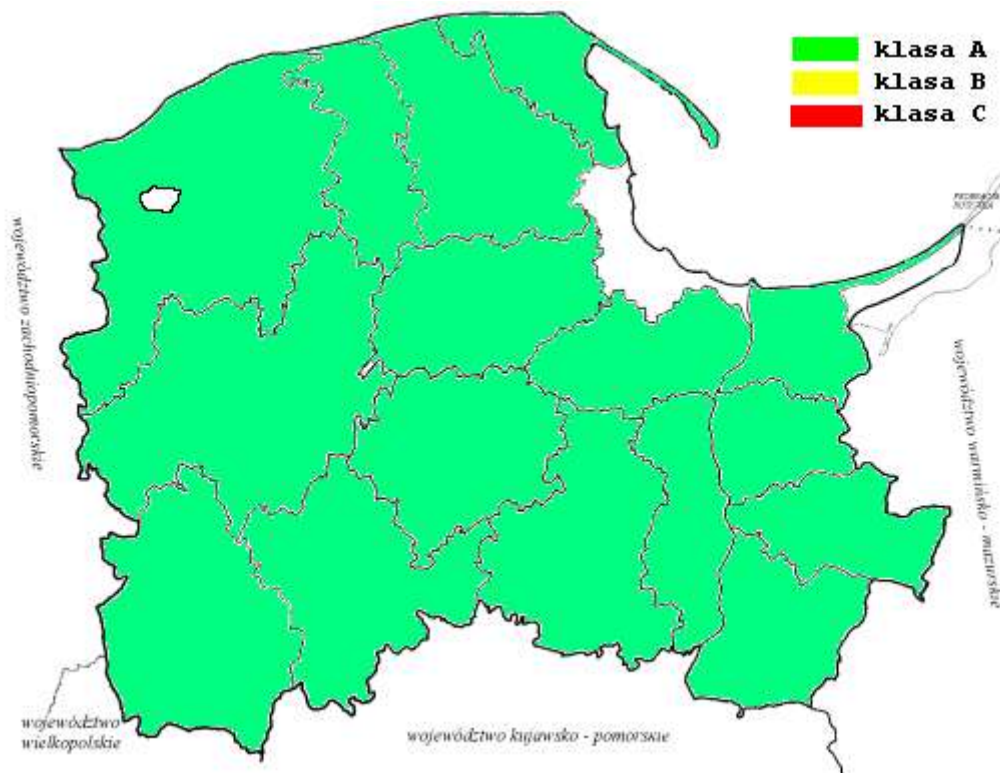 klasa A
klasa B
klasa C
województwo zachodniopomorskie
województwo warmińsko - mazurskie
województwo
wielkopolskie
województwo kujawsko - pomorskie